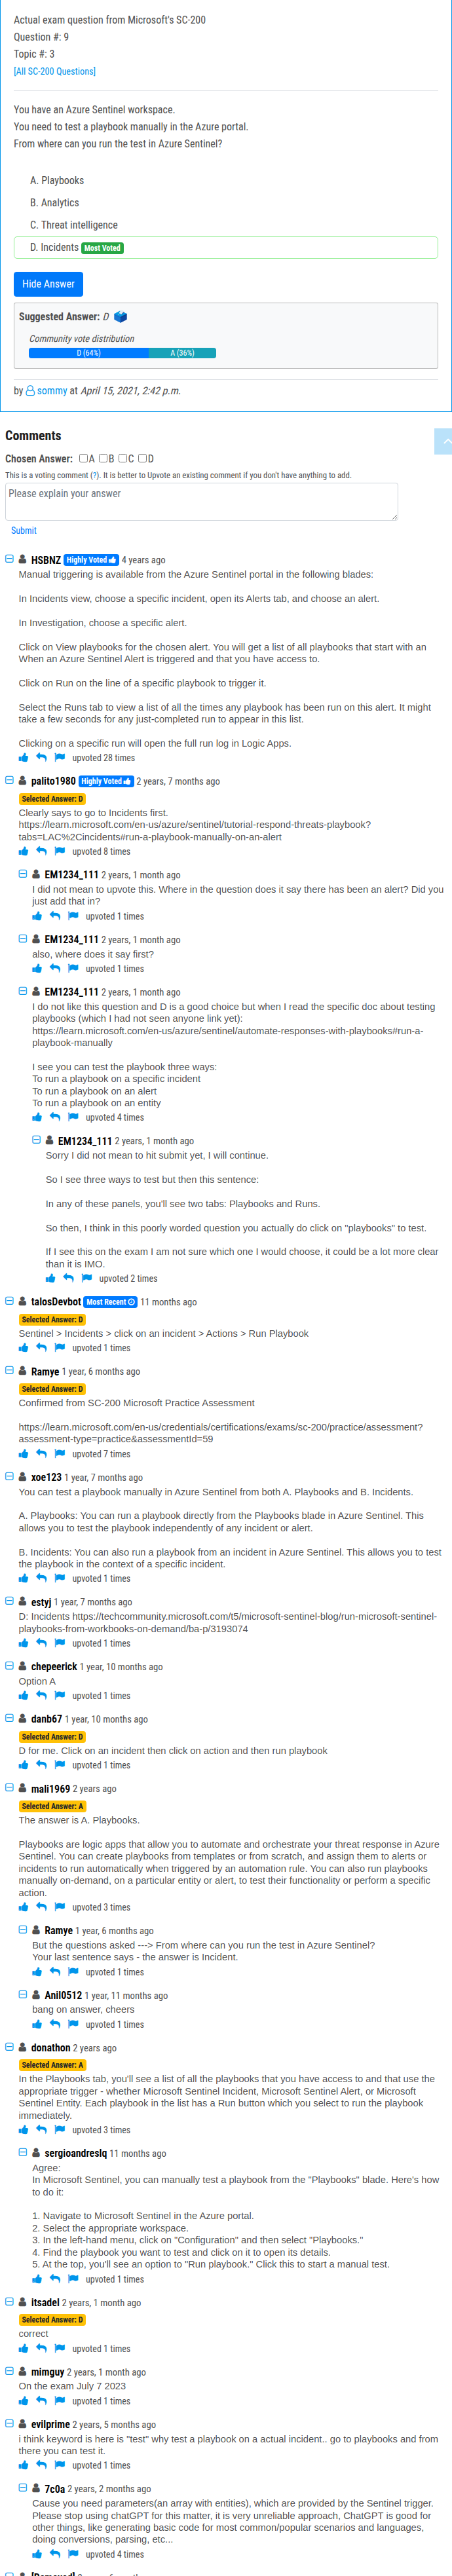 Actual exam question from Microsoft's SC-200
Question #: 9
Topic #: 3
[All SC-200 Questions]
You have an Azure Sentinel workspace.
You need to test a playbook manually in the Azure portal.
From where can you run the test in Azure Sentinel?
A. Playbooks
B. Analytics
C. Threat intelligence
D. Incidents Most Voted
Hide Answer
Suggested Answer: D
Community vote distribution
D (64%) A (36%)
by sommy at April 15, 2021, 2:42 p.m.
Comments
Chosen Answer: A B C D
This is a voting comment (?). It is better to Upvote an existing comment if you don't have anything to add.
Please explain your answer
Submit
HSBNZ Highly Voted 4 years ago
Manual triggering is available from the Azure Sentinel portal in the following blades:
In Incidents view, choose a specific incident, open its Alerts tab, and choose an alert.
In Investigation, choose a specific alert.
Click on View playbooks for the chosen alert. You will get a list of all playbooks that start with an
When an Azure Sentinel Alert is triggered and that you have access to.
Click on Run on the line of a specific playbook to trigger it.
Select the Runs tab to view a list of all the times any playbook has been run on this alert. It might
take a few seconds for any just-completed run to appear in this list.
Clicking on a specific run will open the full run log in Logic Apps.
upvoted 28 times
palito1980 Highly Voted 2 years, 7 months ago
Selected Answer: D
Clearly says to go to Incidents first.
https://learn.microsoft.com/en-us/azure/sentinel/tutorial-respond-threats-playbook?
tabs=LAC%2Cincidents#run-a-playbook-manually-on-an-alert
upvoted 8 times
EM1234_111 2 years, 1 month ago
I did not mean to upvote this. Where in the question does it say there has been an alert? Did you
just add that in?
upvoted 1 times
EM1234_111 2 years, 1 month ago
also, where does it say first?
upvoted 1 times
EM1234_111 2 years, 1 month ago
I do not like this question and D is a good choice but when I read the specific doc about testing
playbooks (which I had not seen anyone link yet):
https://learn.microsoft.com/en-us/azure/sentinel/automate-responses-with-playbooks#run-a-
playbook-manually
I see you can test the playbook three ways:
To run a playbook on a specific incident
To run a playbook on an alert
To run a playbook on an entity
upvoted 4 times
EM1234_111 2 years, 1 month ago
Sorry I did not mean to hit submit yet, I will continue.
So I see three ways to test but then this sentence:
In any of these panels, you'll see two tabs: Playbooks and Runs.
So then, I think in this poorly worded question you actually do click on "playbooks" to test.
If I see this on the exam I am not sure which one I would choose, it could be a lot more clear
than it is IMO.
upvoted 2 times
talosDevbot Most Recent 11 months ago
Selected Answer: D
Sentinel > Incidents > click on an incident > Actions > Run Playbook
upvoted 1 times
Ramye 1 year, 6 months ago
Selected Answer: D
Confirmed from SC-200 Microsoft Practice Assessment
https://learn.microsoft.com/en-us/credentials/certifications/exams/sc-200/practice/assessment?
assessment-type=practice&assessmentId=59
upvoted 7 times
xoe123 1 year, 7 months ago
You can test a playbook manually in Azure Sentinel from both A. Playbooks and B. Incidents.
A. Playbooks: You can run a playbook directly from the Playbooks blade in Azure Sentinel. This
allows you to test the playbook independently of any incident or alert.
B. Incidents: You can also run a playbook from an incident in Azure Sentinel. This allows you to test
the playbook in the context of a specific incident.
upvoted 1 times
estyj 1 year, 7 months ago
D: Incidents https://techcommunity.microsoft.com/t5/microsoft-sentinel-blog/run-microsoft-sentinel-
playbooks-from-workbooks-on-demand/ba-p/3193074
upvoted 1 times
chepeerick 1 year, 10 months ago
Option A
upvoted 1 times
danb67 1 year, 10 months ago
Selected Answer: D
D for me. Click on an incident then click on action and then run playbook
upvoted 1 times
mali1969 2 years ago
Selected Answer: A
The answer is A. Playbooks.
Playbooks are logic apps that allow you to automate and orchestrate your threat response in Azure
Sentinel. You can create playbooks from templates or from scratch, and assign them to alerts or
incidents to run automatically when triggered by an automation rule. You can also run playbooks
manually on-demand, on a particular entity or alert, to test their functionality or perform a specific
action.
upvoted 3 times
Ramye 1 year, 6 months ago
But the questions asked ---> From where can you run the test in Azure Sentinel?
Your last sentence says - the answer is Incident.
upvoted 1 times
Anil0512 1 year, 11 months ago
bang on answer, cheers
upvoted 1 times
donathon 2 years ago
Selected Answer: A
In the Playbooks tab, you'll see a list of all the playbooks that you have access to and that use the
appropriate trigger - whether Microsoft Sentinel Incident, Microsoft Sentinel Alert, or Microsoft
Sentinel Entity. Each playbook in the list has a Run button which you select to run the playbook
immediately.
upvoted 3 times
sergioandreslq 11 months ago
Agree:
In Microsoft Sentinel, you can manually test a playbook from the "Playbooks" blade. Here's how
to do it:
1. Navigate to Microsoft Sentinel in the Azure portal.
2. Select the appropriate workspace.
3. In the left-hand menu, click on "Configuration" and then select "Playbooks."
4. Find the playbook you want to test and click on it to open its details.
5. At the top, you'll see an option to "Run playbook." Click this to start a manual test.
upvoted 1 times
itsadel 2 years, 1 month ago
Selected Answer: D
correct
upvoted 1 times
mimguy 2 years, 1 month ago
On the exam July 7 2023
upvoted 1 times
evilprime 2 years, 5 months ago
i think keyword is here is "test" why test a playbook on a actual incident.. go to playbooks and from
there you can test it.
upvoted 1 times
7c0a 2 years, 2 months ago
Cause you need parameters(an array with entities), which are provided by the Sentinel trigger.
Please stop using chatGPT for this matter, it is very unreliable approach, ChatGPT is good for
other things, like generating basic code for most common/popular scenarios and languages,
doing conversions, parsing, etc...
upvoted 4 times